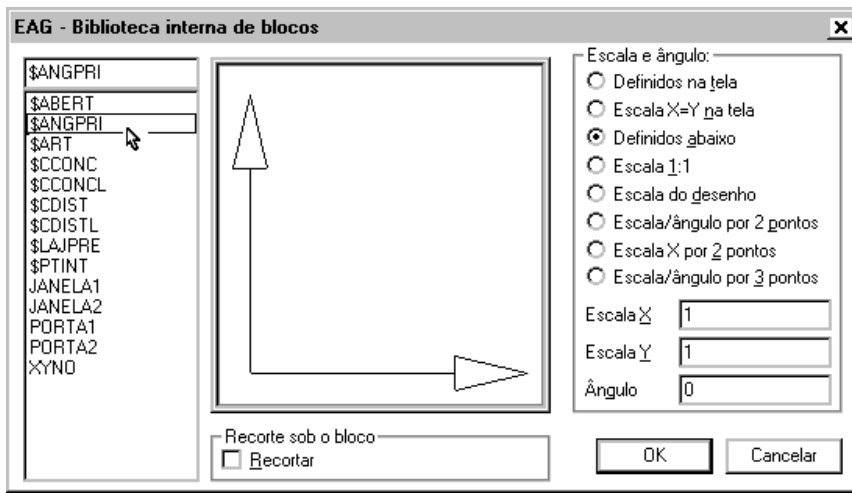 EAG - Biblioteca interna de blocos
$ANGPRI
$ABERT
$ANGPRI
$ART
$CCONC
$CCONCL
$CDIST
$CDISTL
$LAJPRE
$PTINT
JANELA1
JANELA2
PORTA1
PORTA2
XYNO
Recorte sob o bloco
Recortar
Escala e ângulo:
Definidos na tela
Escala X=Y na tela
Definidos abaixo
Escala 1:1
Escala do desenho
Escala/ângulo por 2 pontos
Escala X por 2 pontos
Escala/ângulo por 3 pontos
Escala X 1
Escala Y 1
Ângulo 0
OK Cancelar